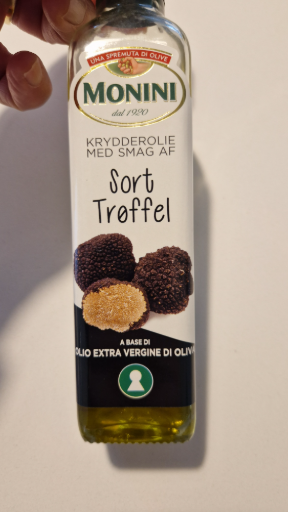 UNA SPREMUTA DI OLIVE
MONINI
dal 1920
KRYDDEROLIE
MED SMAG AF
Sort
Trøffel
A BASE DI
OLIO EXTRA VERGINE DI OLIVA